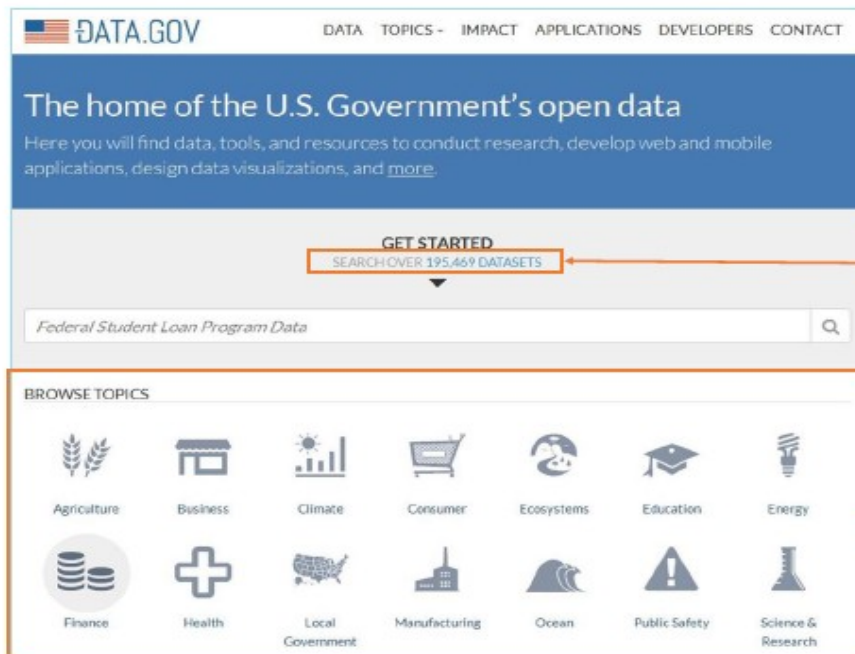 DATA.GOV
DATA TOPICS - IMPACT APPLICATIONS DEVELOPERS CONTACT
The home of the U.S. Government's open data
Here you will find data, tools, and resources to conduct research, develop web and mobile
applications, design data visualizations, and more.
GET STARTED
SEARCH OVER 195,469 DATASETS
Federal Student Loan Program Data
BROWSE TOPICS
Agriculture Business Climate Consumer Ecosystems Education Energy
Finance Health Local Manufacturing Ocean Public Safety Science &
Government Research